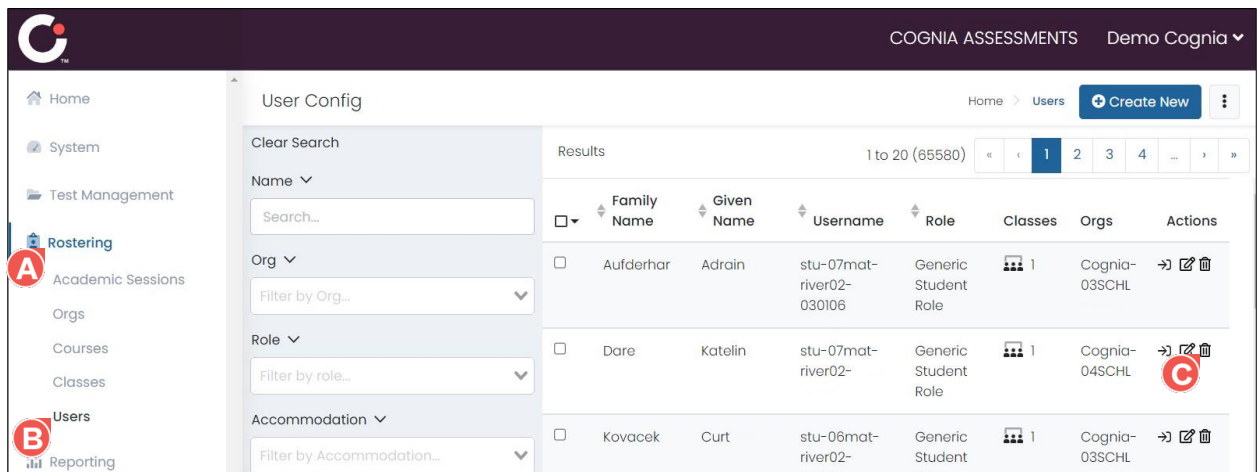 TM
COGNIA ASSESSMENTS Demo Cognia
Home
System
Test Management
Rostering
A
Academic Sessions
Orgs
Courses
Classes
Users
B
Reporting
User Config
Home > Users
Create New
Clear Search
Name
Search...
Org
Filter by Org...
Role
Filter by role...
Accommodation
Filter by Accommodation...
Results
1 to 20 (65580) « ‹ 1 2 3 4 ... › »
Family Name Given Name Username Role Classes Orgs Actions
Aufderhar Adrain stu-07mat- Generic 1 Cognia-
river02- Student 03SCHL
030106 Role
Dare Katelin stu-07mat- Generic 1 Cognia-
river02- Student 04SCHL
Role
C
Kovacek Curt stu-06mat- Generic 1 Cognia-
river02- Student 03SCHL